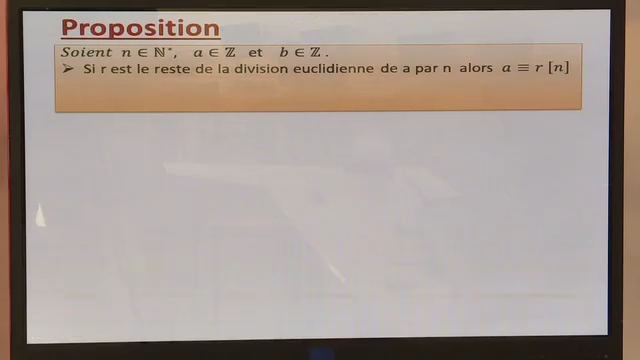 Proposition
Soient n ∈ ℕ*, a ∈ ℤ et b ∈ ℤ .
➢ Si r est le reste de la division euclidienne de a par n alors a ≡ r [n]